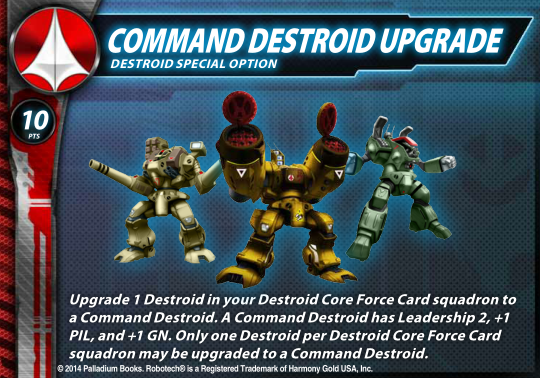 COMMAND DESTROID UPGRADE
DESTROID SPECIAL OPTION
10
PTS
Upgrade 1 Destroid in your Destroid Core Force Card squadron to
a Command Destroid. A Command Destroid has Leadership 2, +1
PIL, and +1 GN. Only one Destroid per Destroid Core Force Card
squadron may be upgraded to a Command Destroid.
© 2014 Palladium Books. Robotech® is a Registered Trademark of Harmony Gold USA, Inc.